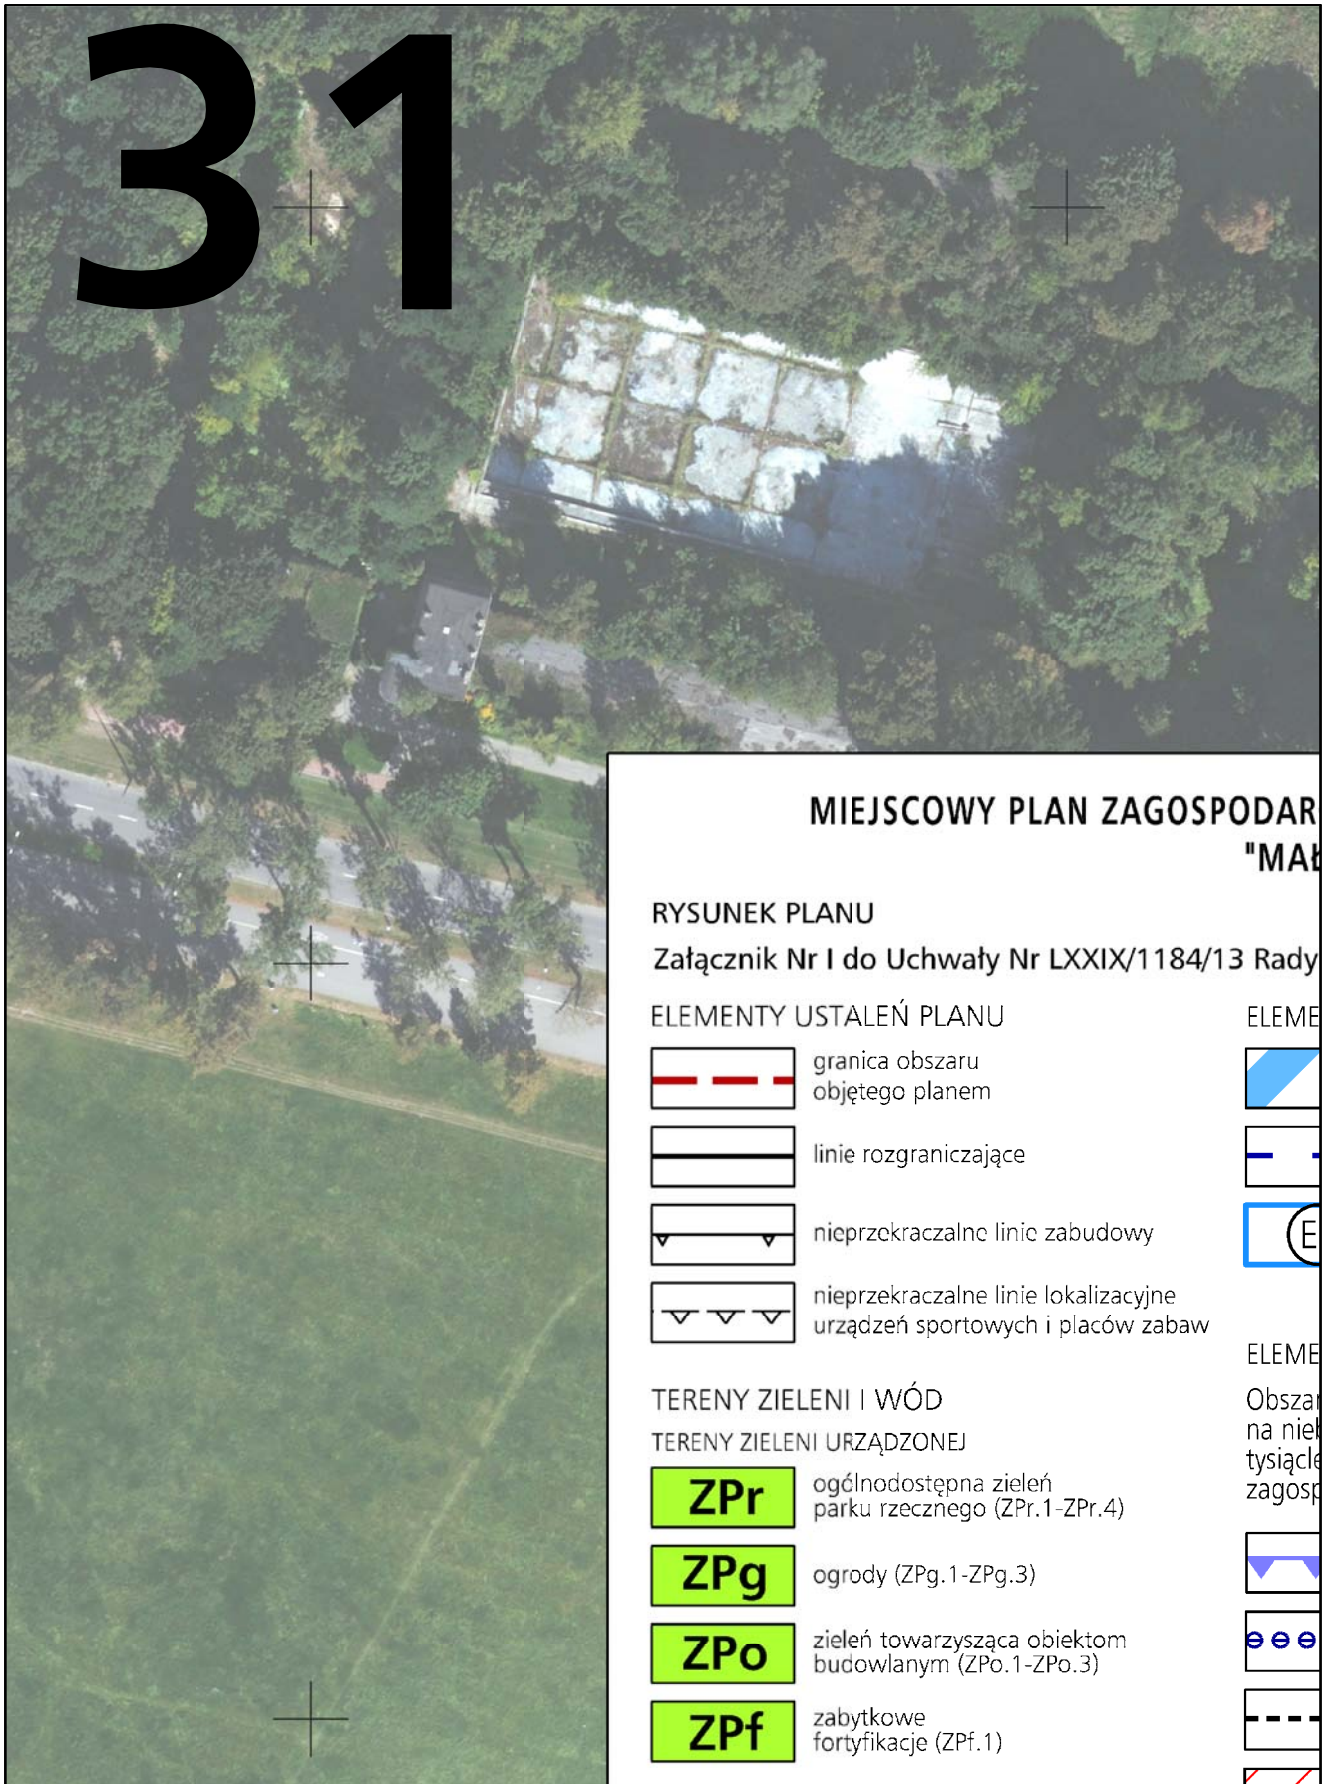 31
MIEJSCOWY PLAN ZAGOSPODAR
"MAŁ
RYSUNEK PLANU
Załącznik Nr I do Uchwały Nr LXXIX/1184/13 Rady
ELEMENTY USTALEŃ PLANU
granica obszaru
objętego planem
linie rozgraniczające
nieprzekraczalne linie zabudowy
nieprzekraczalne linie lokalizacyjne
urządzeń sportowych i placów zabaw
TERENY ZIELENI I WÓD
TERENY ZIELENI URZĄDZONEJ
ZPr
ogólnodostępna zieleń
parku rzecznego (ZPr.1-ZPr.4)
ZPg
ogrody (ZPg.1-ZPg.3)
ZPo
zieleń towarzysząca obiektom
budowlanym (ZPo.1-ZPo.3)
ZPf
zabytkowe
fortyfikacje (ZPf.1)
ELEME
E
ELEME
Obszar
na nieb
tysiącle
zagosp